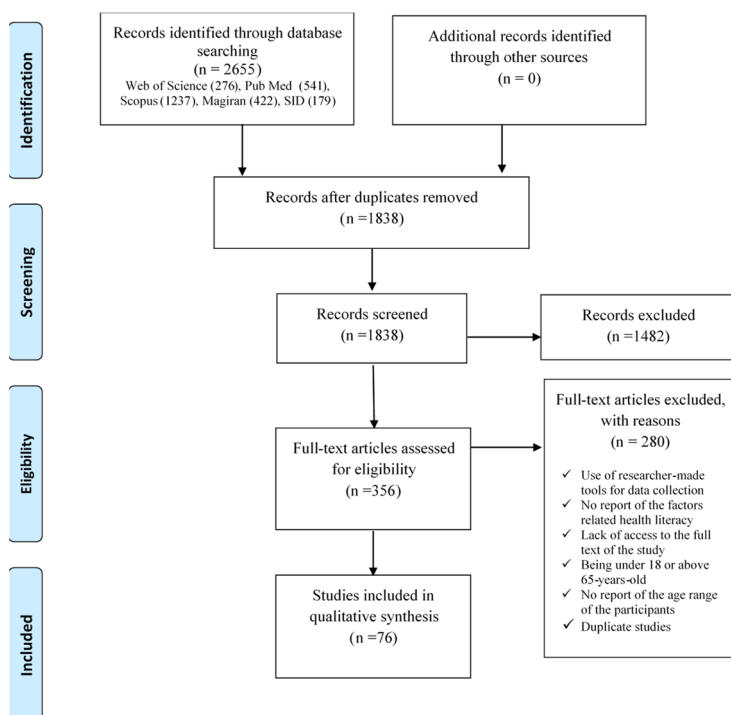 Identification
Records identified through database
searching
(n = 2655)
Web of Science (276), Pub Med  (541),
Scopus (1237), Magiran (422), SID (179)
Additional records identified
through other sources
(n = 0)
Records after duplicates removed
(n =1838)
Screening
Records screened
(n =1838)
Records excluded
(n =1482)
Eligibility
Full-text articles assessed
for eligibility
(n =356)
Full-text articles excluded,
with reasons
(n = 280)
✓ Use of researcher-made
tools for data collection
✓ No report of the factors
related health literacy
✓ Lack of access to the full
text of the study
✓ Being under 18 or above
65-years-old
✓ No report of the age range
of the participants
✓ Duplicate studies
Included
Studies included in
qualitative synthesis
(n =76)